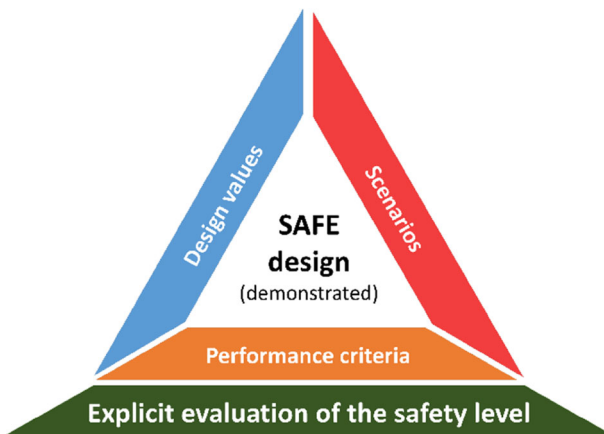 Design values
Scenarios
SAFE
design
(demonstrated)
Performance criteria
Explicit evaluation of the safety level